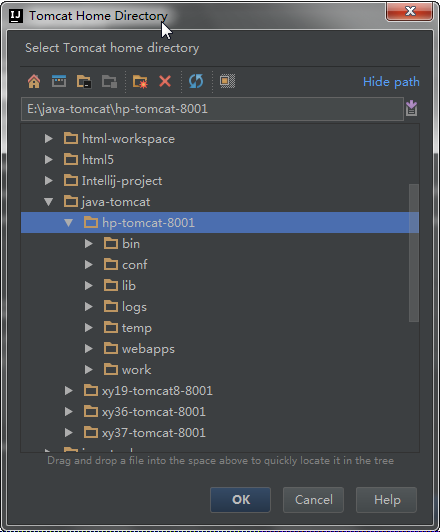 Tomcat Home Directory
Select Tomcat home directory
Hide path
E:\java-tomcat\hp-tomcat-8001
html-workspace
html5
Intellij-project
java-tomcat
hp-tomcat-8001
bin
conf
lib
logs
temp
webapps
work
xy19-tomcat8-8001
xy36-tomcat-8001
xy37-tomcat-8001
Drag and drop a file into the space above to quickly locate it in the tree
OK
Cancel
Help